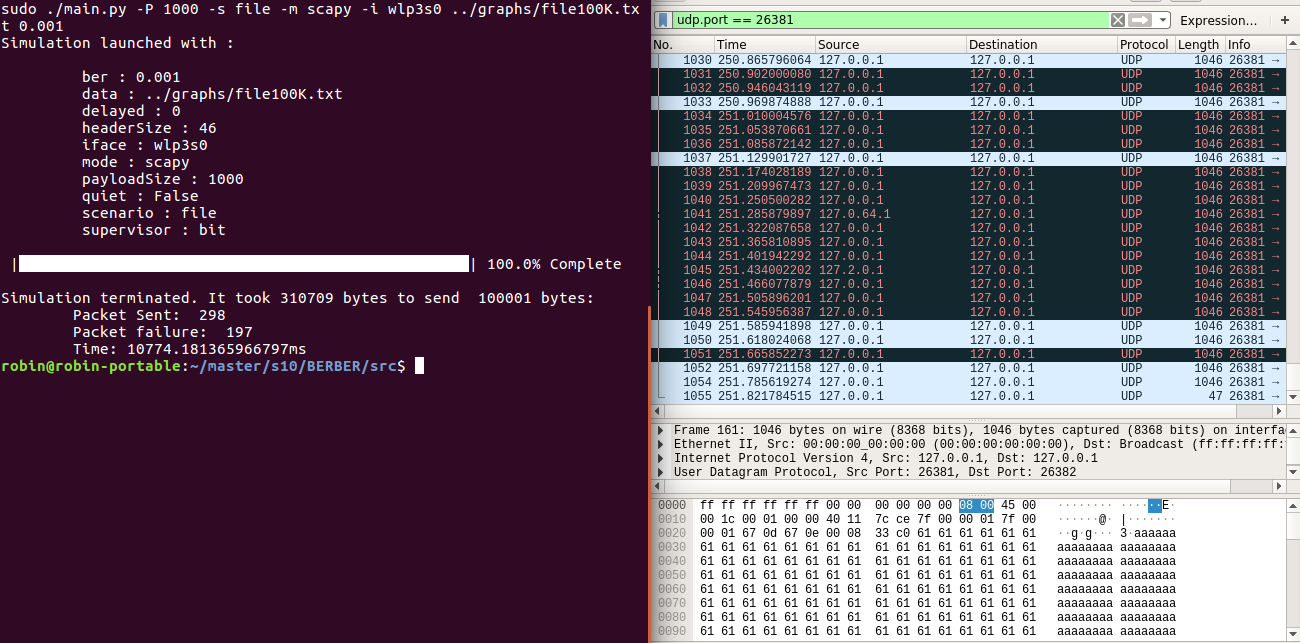 sudo ./main.py -P 1000 -s file -m scapy -i wlp3s0 ../graphs/file100K.tx
t 0.001
Simulation launched with :
ber : 0.001
data : ../graphs/file100K.txt
delayed : 0
headerSize : 46
iface : wlp3s0
mode : scapy
payloadSize : 1000
quiet : False
scenario : file
supervisor : bit
| | 100.0% Complete
Simulation terminated. It took 310709 bytes to send  100001 bytes:
Packet Sent:  298
Packet failure:  197
Time: 10774.181365966797ms
robin@robin-portable:~/master/s10/BERBER/src$
udp.port == 26381 Expression… +
No. Time Source Destination Protocol Length Info
1030 250.865796064 127.0.0.1 127.0.0.1 UDP 1046 26381 →
1031 250.902000080 127.0.0.1 127.0.0.1 UDP 1046 26381 →
1032 250.946043119 127.0.0.1 127.0.0.1 UDP 1046 26381 →
1033 250.969874888 127.0.0.1 127.0.0.1 UDP 1046 26381 →
1034 251.010004576 127.0.0.1 127.0.0.1 UDP 1046 26381 →
1035 251.053870661 127.0.0.1 127.0.0.1 UDP 1046 26381 →
1036 251.085872142 127.0.0.1 127.0.0.1 UDP 1046 26381 →
1037 251.129901727 127.0.0.1 127.0.0.1 UDP 1046 26381 →
1038 251.174028189 127.0.0.1 127.0.0.1 UDP 1046 26381 →
1039 251.209967473 127.0.0.1 127.0.0.1 UDP 1046 26381 →
1040 251.250500282 127.0.0.1 127.0.0.1 UDP 1046 26381 →
1041 251.285879897 127.0.64.1 127.0.0.1 UDP 1046 26381 →
1042 251.322087658 127.0.0.1 127.0.0.1 UDP 1046 26381 →
1043 251.365810895 127.0.0.1 127.0.0.1 UDP 1046 26381 →
1044 251.401942292 127.0.0.1 127.0.0.1 UDP 1046 26381 →
1045 251.434002202 127.2.0.1 127.0.0.1 UDP 1046 26381 →
1046 251.466077879 127.0.0.1 127.0.0.1 UDP 1046 26381 →
1047 251.505896201 127.0.0.1 127.0.0.1 UDP 1046 26381 →
1048 251.545956387 127.0.0.1 127.0.0.1 UDP 1046 26381 →
1049 251.585941898 127.0.0.1 127.0.0.1 UDP 1046 26381 →
1050 251.618024068 127.0.0.1 127.0.0.1 UDP 1046 26381 →
1051 251.665852273 127.0.0.1 127.0.0.1 UDP 1046 26381 →
1052 251.697721158 127.0.0.1 127.0.0.1 UDP 1046 26381 →
1054 251.785619274 127.0.0.1 127.0.0.1 UDP 1046 26381 →
1055 251.821784515 127.0.0.1 127.0.0.1 UDP 47 26381 →
Frame 161: 1046 bytes on wire (8368 bits), 1046 bytes captured (8368 bits) on interfa
Ethernet II, Src: 00:00:00_00:00:00 (00:00:00:00:00:00), Dst: Broadcast (ff:ff:ff:ff:
Internet Protocol Version 4, Src: 127.0.0.1, Dst: 127.0.0.1
User Datagram Protocol, Src Port: 26381, Dst Port: 26382
0000 ff ff ff ff ff ff 00 00 00 00 00 00 08 00 45 00 ········ ······E·
0010 00 1c 00 01 00 00 40 11 7c ce 7f 00 00 01 7f 00 ······@· |·······
0020 00 01 67 0d 67 0e 00 08 33 c0 61 61 61 61 61 61 ··g·g··· 3·aaaaaa
0030 61 61 61 61 61 61 61 61 61 61 61 61 61 61 61 61 aaaaaaaa aaaaaaaa
0040 61 61 61 61 61 61 61 61 61 61 61 61 61 61 61 61 aaaaaaaa aaaaaaaa
0050 61 61 61 61 61 61 61 61 61 61 61 61 61 61 61 61 aaaaaaaa aaaaaaaa
0060 61 61 61 61 61 61 61 61 61 61 61 61 61 61 61 61 aaaaaaaa aaaaaaaa
0070 61 61 61 61 61 61 61 61 61 61 61 61 61 61 61 61 aaaaaaaa aaaaaaaa
0080 61 61 61 61 61 61 61 61 61 61 61 61 61 61 61 61 aaaaaaaa aaaaaaaa
0090 61 61 61 61 61 61 61 61 61 61 61 61 61 61 61 61 aaaaaaaa aaaaaaaa